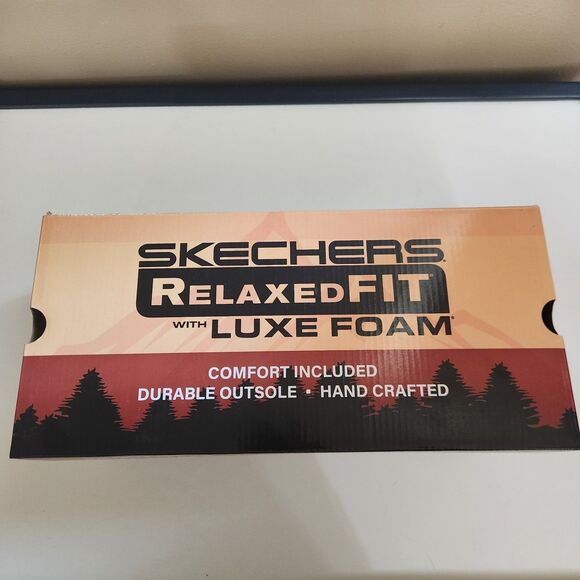 SKECHERS®
RELAXED FIT®
WITH LUXE FOAM®
COMFORT INCLUDED
DURABLE OUTSOLE • HAND CRAFTED